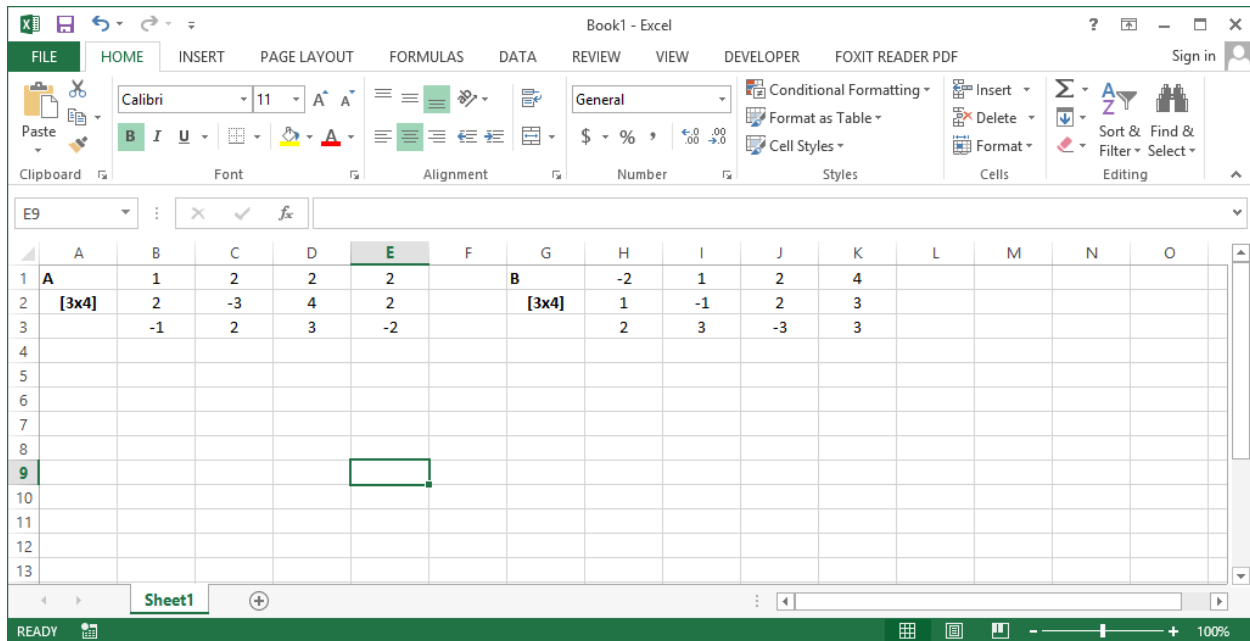 Book1 - Excel
?
FILE HOME INSERT PAGE LAYOUT FORMULAS DATA REVIEW VIEW DEVELOPER FOXIT READER PDF Sign in
Paste
Calibri 11 A A
B I U A
General
$ % , .0 .00 .00 .0
Conditional Formatting
Format as Table
Cell Styles
Insert
Delete
Format
Σ
A Z
Sort & Filter
Find & Select
Clipboard Font Alignment Number Styles Cells Editing
E9 fx
A B C D E F G H I J K L M N O
1 A 1 2 2 2 B -2 1 2 4
2 [3x4] 2 -3 4 2 [3x4] 1 -1 2 3
3 -1 2 3 -2 2 3 -3 3
4
5
6
7
8
9
10
11
12
13
Sheet1
READY 100%